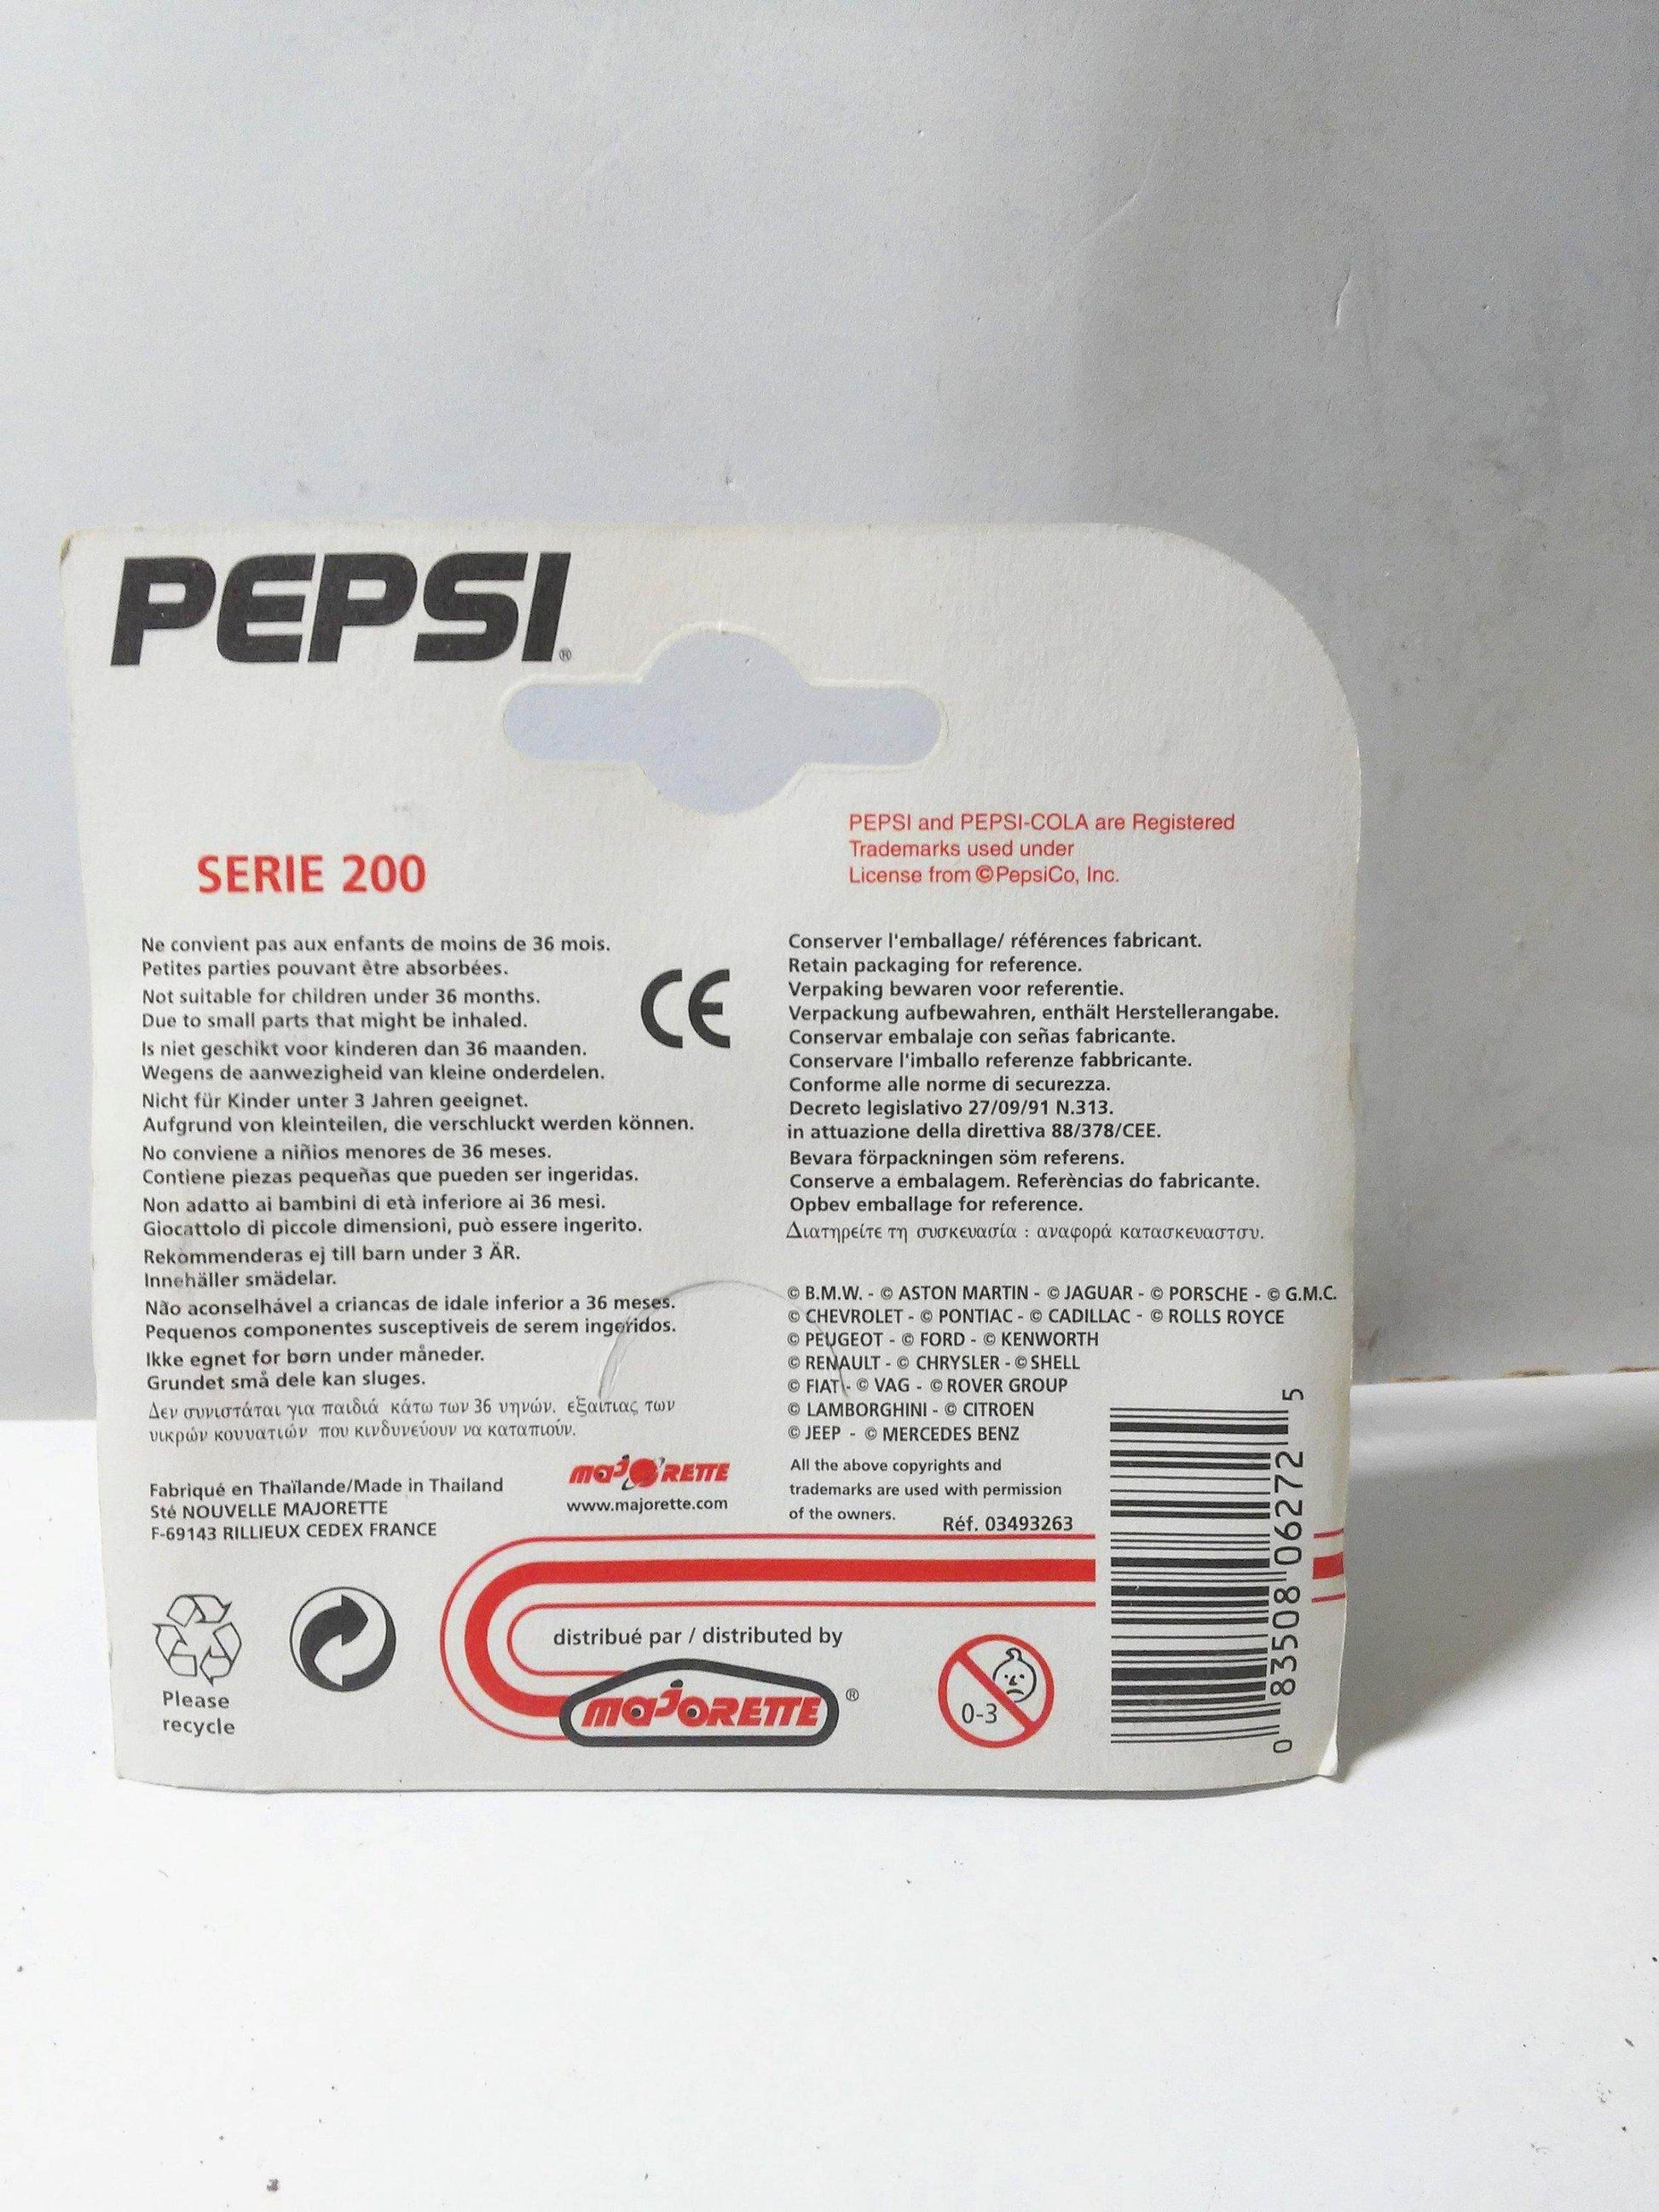 PEPSI®
SERIE 200
Ne convient pas aux enfants de moins de 36 mois.
Petites parties pouvant être absorbées.
Not suitable for children under 36 months.
Due to small parts that might be inhaled.
Is niet geschikt voor kinderen dan 36 maanden.
Wegens de aanwezigheid van kleine onderdelen.
Nicht für Kinder unter 3 Jahren geeignet.
Aufgrund von kleinteilen, die verschluckt werden können.
No conviene a niñios menores de 36 meses.
Contiene piezas pequeñas que pueden ser ingeridas.
Non adatto ai bambini di età inferiore ai 36 mesi.
Giocattolo di piccole dimensioni, può essere ingerito.
Rekommenderas ej till barn under 3 ÄR.
Innehäller smädelar.
Não aconselhável a criancas de idale inferior a 36 meses.
Pequenos componentes susceptiveis de serem ingeridos.
Ikke egnet for børn under måneder.
Grundet små dele kan sluges.
Δεν συνιστάται για παιδιά κάτω των 36 υηνών. εξαίτιας των
υικρών κουυατιών που κινδυνεύουν να καταπιούν.
Fabriqué en Thaïlande/Made in Thailand
Sté NOUVELLE MAJORETTE
F-69143 RILLIEUX CEDEX FRANCE
CE
majORETTE
www.majorette.com
PEPSI and PEPSI-COLA are Registered
Trademarks used under
License from ©PepsiCo, Inc.
Conserver l'emballage/ références fabricant.
Retain packaging for reference.
Verpaking bewaren voor referentie.
Verpackung aufbewahren, enthält Herstellerangabe.
Conservar embalaje con señas fabricante.
Conservare l'imballo referenze fabbricante.
Conforme alle norme di securezza.
Decreto legislativo 27/09/91 N.313.
in attuazione della direttiva 88/378/CEE.
Bevara förpackningen söm referens.
Conserve a embalagem. Referèncias do fabricante.
Opbev emballage for reference.
Διατηρείτε τη συσκευασία : αναφορά κατασκευαστσυ.
© B.M.W. - © ASTON MARTIN - © JAGUAR - © PORSCHE - © G.M.C.
© CHEVROLET - © PONTIAC - © CADILLAC - © ROLLS ROYCE
© PEUGEOT - © FORD - © KENWORTH
© RENAULT - © CHRYSLER - © SHELL
© FIAT - © VAG - © ROVER GROUP
© LAMBORGHINI - © CITROEN
© JEEP - © MERCEDES BENZ
All the above copyrights and
trademarks are used with permission
of the owners.
Réf. 03493263
Please
recycle
distribué par / distributed by
majORETTE ®
0-3
0 83508 06272 5